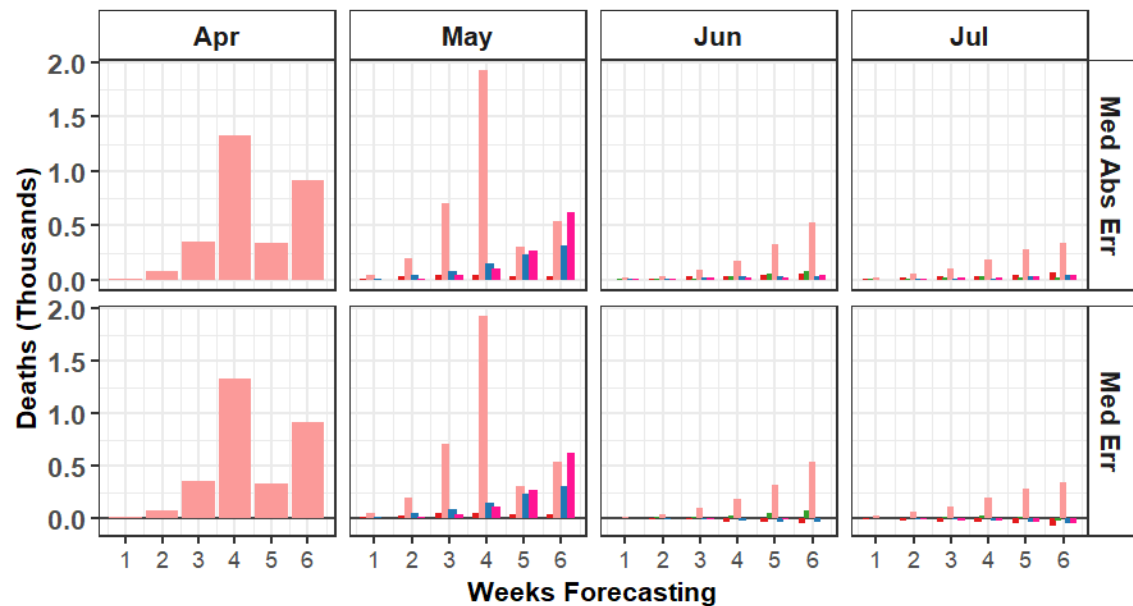 Apr May Jun Jul
Deaths (Thousands)
2.0
1.5
1.0
0.5
0.0
Med Abs Err
2.0
1.5
1.0
0.5
0.0
Med Err
1 2 3 4 5 6 1 2 3 4 5 6 1 2 3 4 5 6 1 2 3 4 5 6
Weeks Forecasting